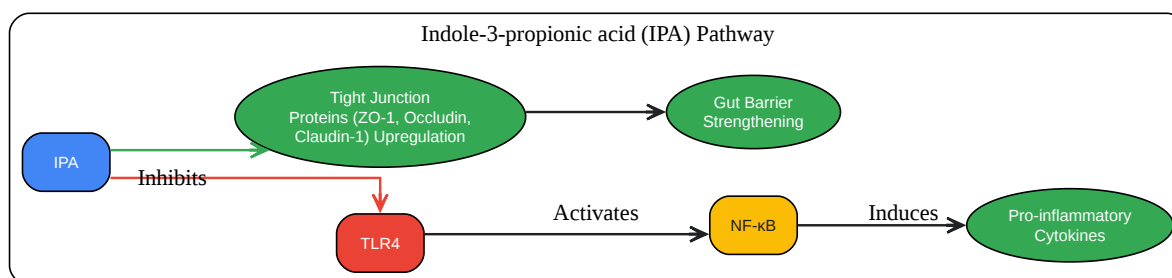 Indole-3-propionic acid (IPA) Pathway
Tight Junction
Proteins (ZO-1, Occludin,
Claudin-1) Upregulation
Gut Barrier
Strengthening
IPA
Inhibits
TLR4
Activates
NF-κB
Induces
Pro-inflammatory
Cytokines